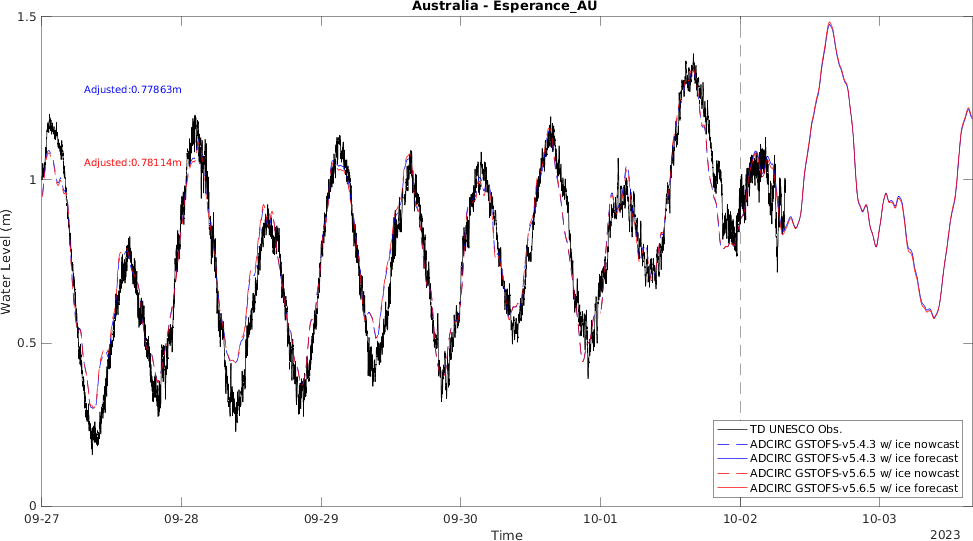 Australia - Esperance_AU
1.5
Adjusted:0.77863m
Adjusted:0.78114m
1
Water Level (m)
0.5
0
TD UNESCO Obs.
ADCIRC GSTOFS-v5.4.3 w/ ice nowcast
ADCIRC GSTOFS-v5.4.3 w/ ice forecast
ADCIRC GSTOFS-v5.6.5 w/ ice nowcast
ADCIRC GSTOFS-v5.6.5 w/ ice forecast
09-27 09-28 09-29 09-30 10-01 10-02 10-03
Time
2023